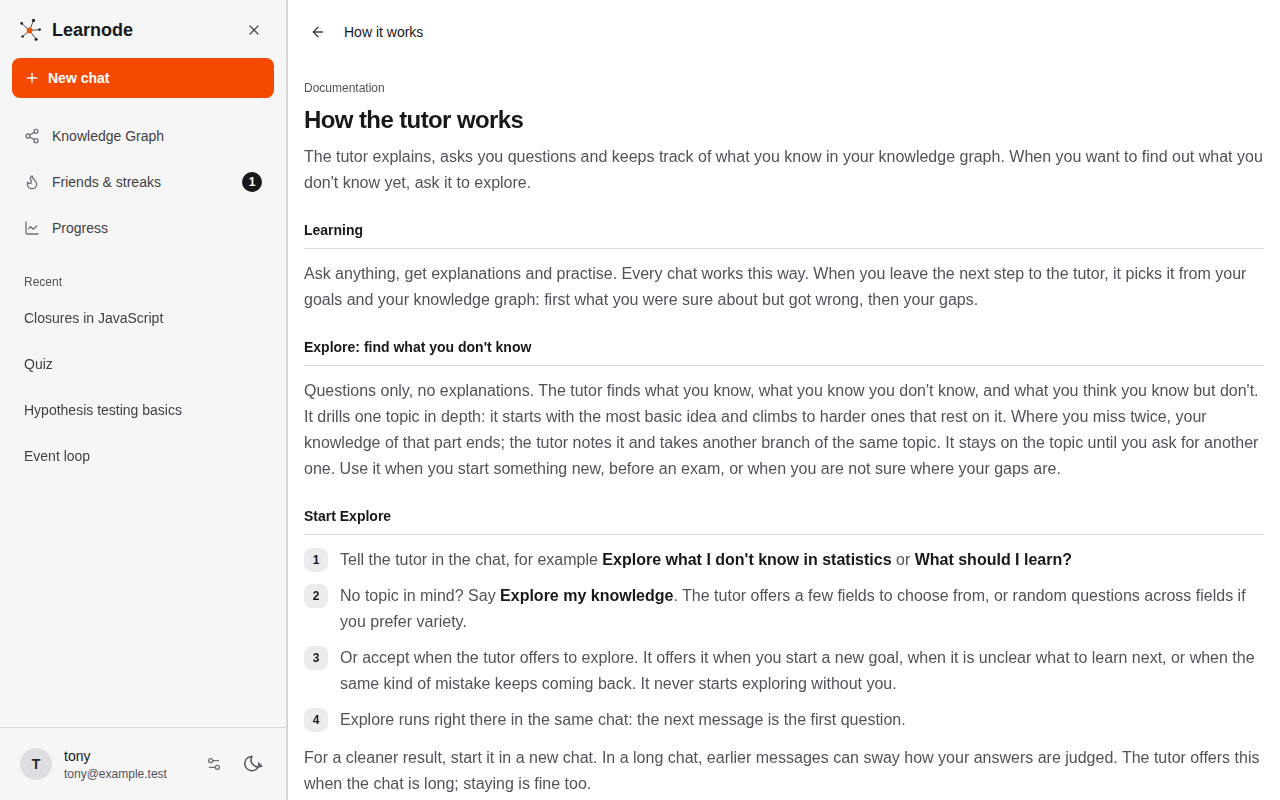 Learnode
New chat
Knowledge Graph
Friends & streaks
1
Progress
Recent
Closures in JavaScript
Quiz
Hypothesis testing basics
Event loop
T
tony
tony@example.test
How it works
Documentation
How the tutor works
The tutor explains, asks you questions and keeps track of what you know in your knowledge graph. When you want to find out what you
don't know yet, ask it to explore.
Learning
Ask anything, get explanations and practise. Every chat works this way. When you leave the next step to the tutor, it picks it from your
goals and your knowledge graph: first what you were sure about but got wrong, then your gaps.
Explore: find what you don't know
Questions only, no explanations. The tutor finds what you know, what you know you don't know, and what you think you know but don't.
It drills one topic in depth: it starts with the most basic idea and climbs to harder ones that rest on it. Where you miss twice, your
knowledge of that part ends; the tutor notes it and takes another branch of the same topic. It stays on the topic until you ask for another
one. Use it when you start something new, before an exam, or when you are not sure where your gaps are.
Start Explore
1 Tell the tutor in the chat, for example Explore what I don't know in statistics or What should I learn?
2 No topic in mind? Say Explore my knowledge. The tutor offers a few fields to choose from, or random questions across fields if
you prefer variety.
3 Or accept when the tutor offers to explore. It offers it when you start a new goal, when it is unclear what to learn next, or when the
same kind of mistake keeps coming back. It never starts exploring without you.
4 Explore runs right there in the same chat: the next message is the first question.
For a cleaner result, start it in a new chat. In a long chat, earlier messages can sway how your answers are judged. The tutor offers this
when the chat is long; staying is fine too.